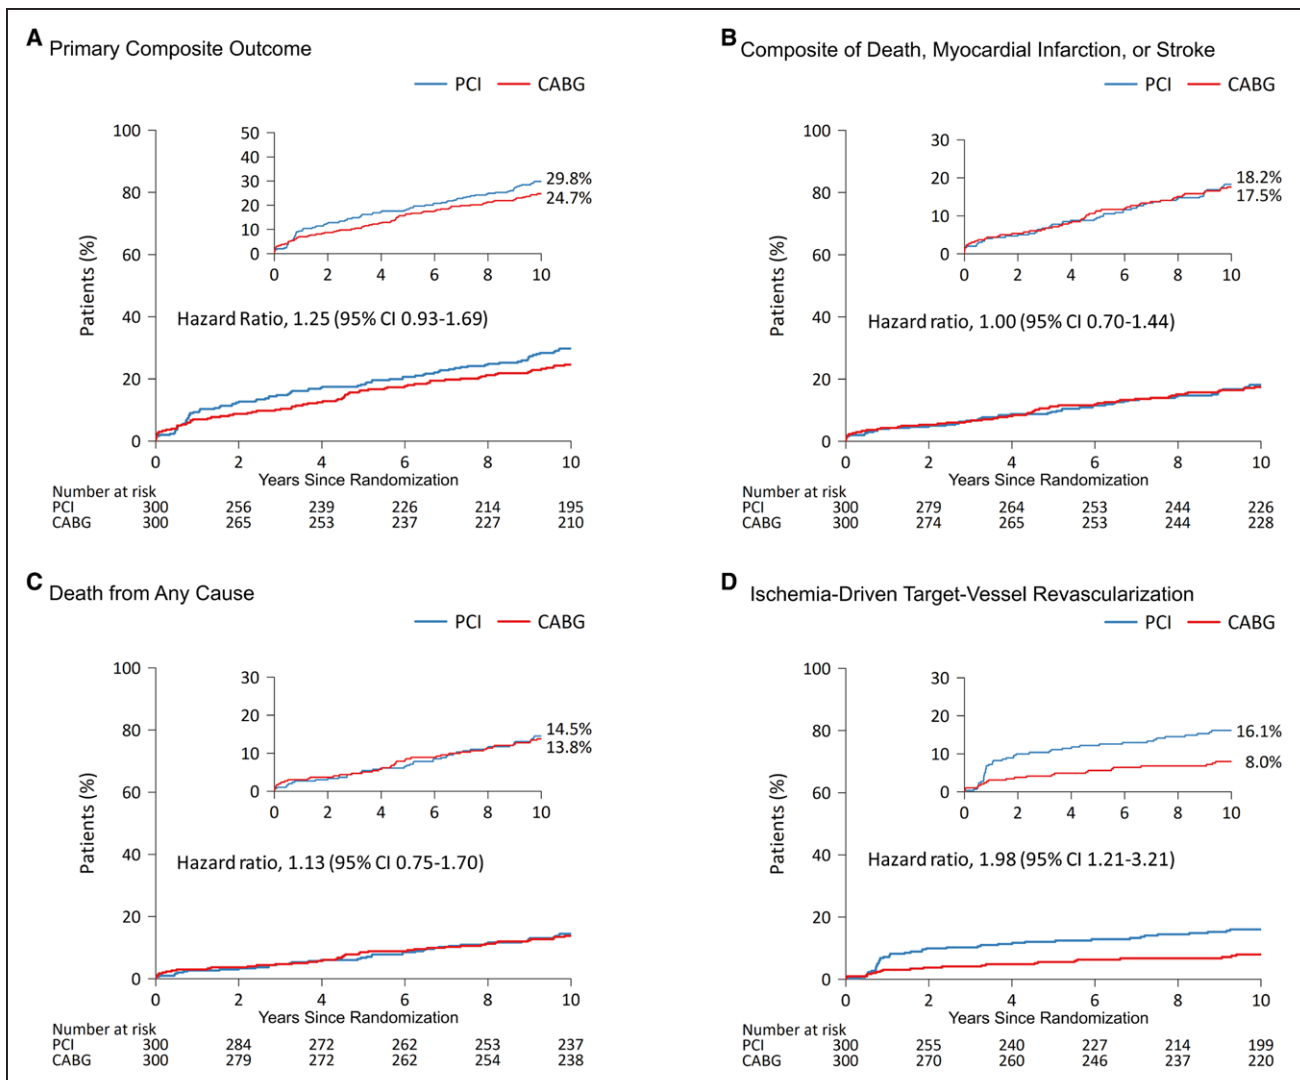 A Primary Composite Outcome
PCI CABG
Patients (%)
100
80
60
40
20
0
50
40
30
20
10
0
29.8%
24.7%
0 2 4 6 8 10
Hazard Ratio, 1.25 (95% CI 0.93-1.69)
0 2 4 6 8 10
Years Since Randomization
Number at risk
PCI 300 256 239 226 214 195
CABG 300 265 253 237 227 210
B Composite of Death, Myocardial Infarction, or Stroke
PCI CABG
Patients (%)
100
80
60
40
20
0
30
20
10
0
18.2%
17.5%
0 2 4 6 8 10
Hazard ratio, 1.00 (95% CI 0.70-1.44)
0 2 4 6 8 10
Years Since Randomization
Number at risk
PCI 300 279 264 253 244 226
CABG 300 274 265 253 244 228
C Death from Any Cause
PCI CABG
Patients (%)
100
80
60
40
20
0
30
20
10
0
14.5%
13.8%
0 2 4 6 8 10
Hazard ratio, 1.13 (95% CI 0.75-1.70)
0 2 4 6 8 10
Years Since Randomization
Number at risk
PCI 300 284 272 262 253 237
CABG 300 279 272 262 254 238
D Ischemia-Driven Target-Vessel Revascularization
PCI CABG
Patients (%)
100
80
60
40
20
0
30
20
10
0
16.1%
8.0%
0 2 4 6 8 10
Hazard ratio, 1.98 (95% CI 1.21-3.21)
0 2 4 6 8 10
Years Since Randomization
Number at risk
PCI 300 255 240 227 214 199
CABG 300 270 260 246 237 220